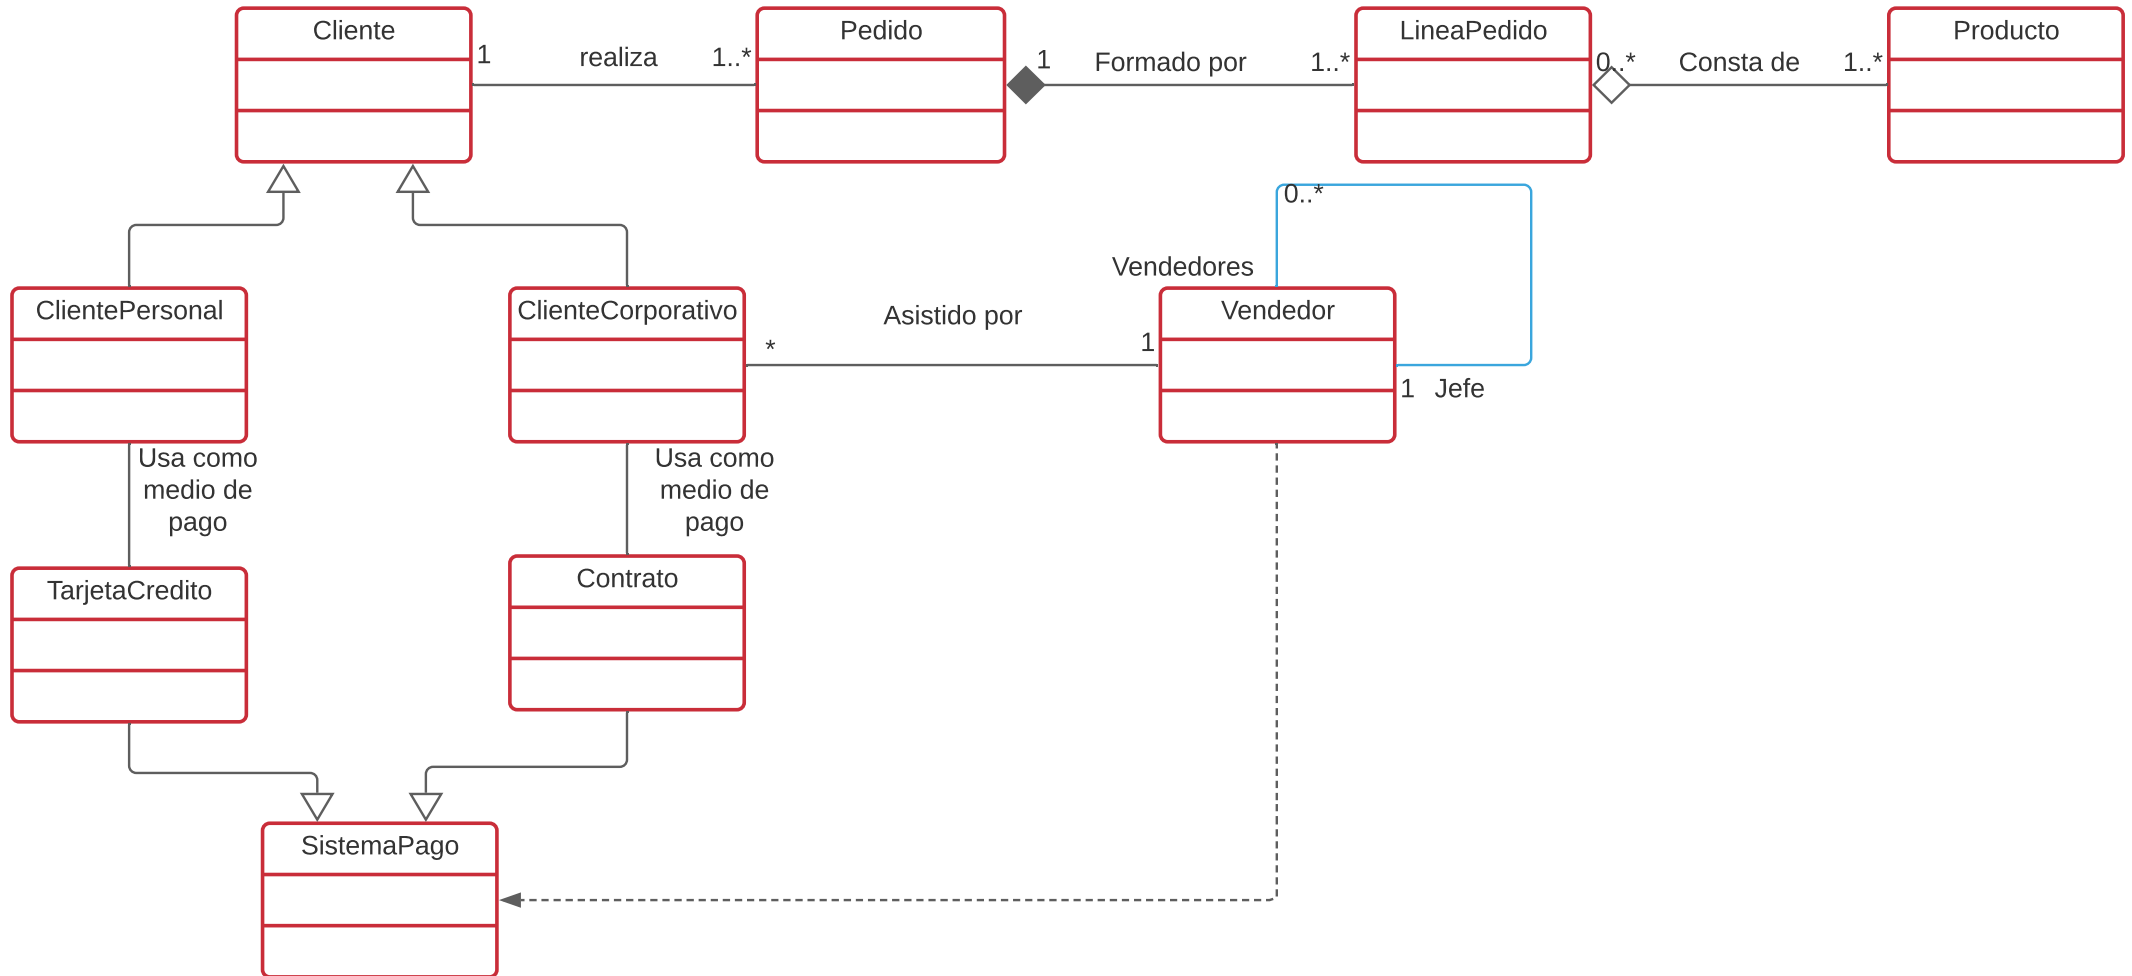 Cliente
1
realiza
1..*
Pedido
1
Formado por
1..*
LineaPedido
0..*
Consta de
1..*
Producto
0..*
Vendedores
ClientePersonal
ClienteCorporativo
*
Asistido por
1
Vendedor
1
Jefe
Usa como
medio de
pago
Usa como
medio de
pago
TarjetaCredito
Contrato
SistemaPago